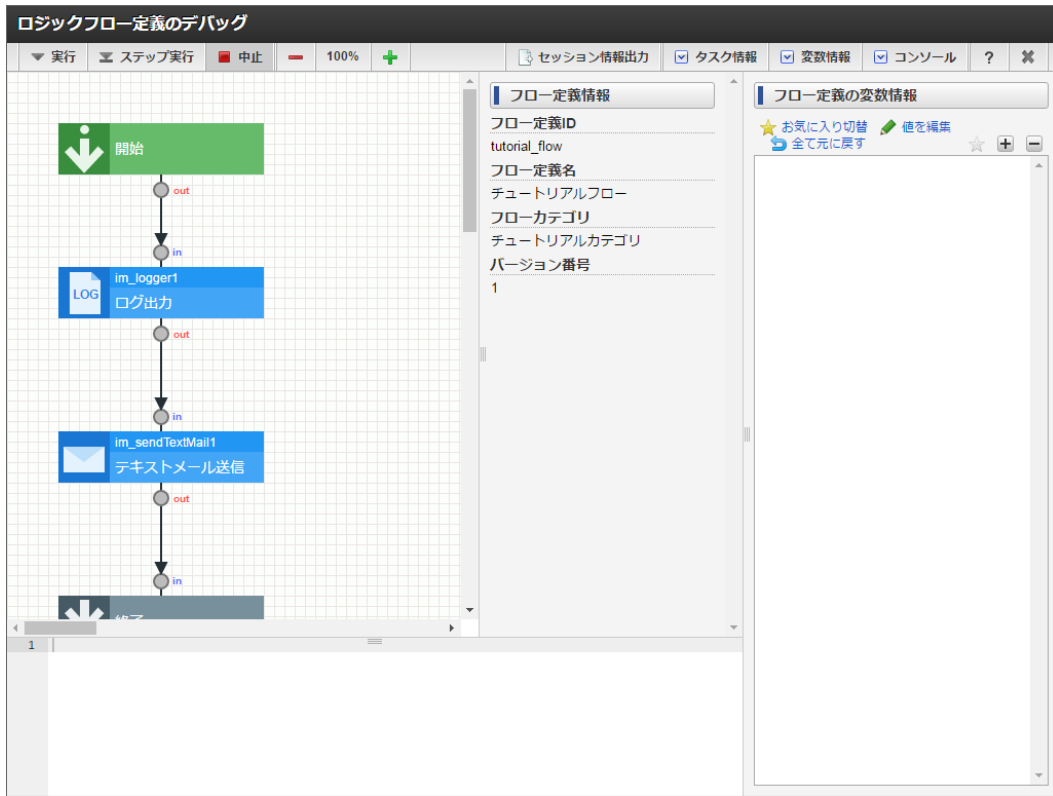 ロジックフロー定義のデバッグ
実行 ステップ実行 中止 100% セッション情報出力 タスク情報 変数情報 コンソール ?
開始
out
in
im_logger1
LOG
ログ出力
out
in
im_sendTextMail1
テキストメール送信
out
in
終了
フロー定義情報
フロー定義ID
tutorial_flow
フロー定義名
チュートリアルフロー
フローカテゴリ
チュートリアルカテゴリ
バージョン番号
1
フロー定義の変数情報
お気に入り切替 値を編集
全て元に戻す
1